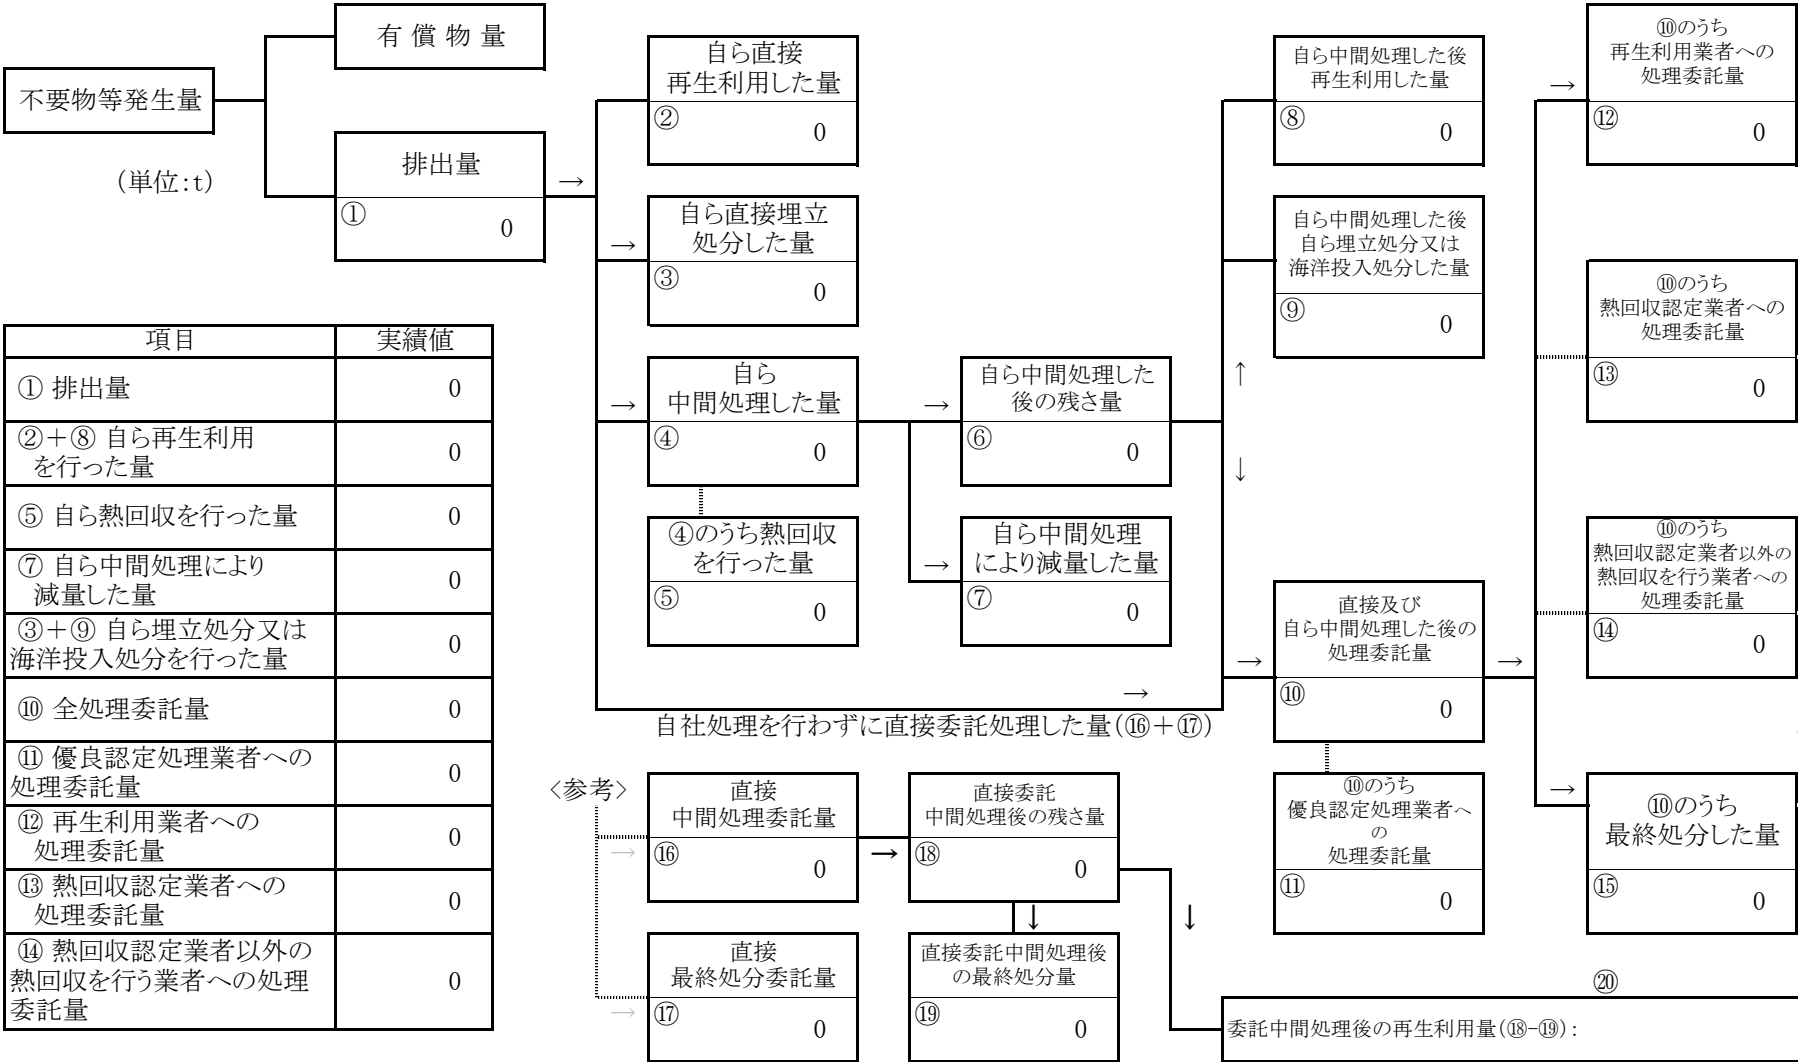 不要物等発生量
(単位:t)
有 償 物 量
排出量
→
①
0
自ら直接
再生利用した量
②
0
→
自ら直接埋立
処分した量
③
0
→
自ら
中間処理した量
④
0
④のうち熱回収
を行った量
⑤
0
→
自ら中間処理した
後の残さ量
⑥
0
→
自ら中間処理
により減量した量
⑦
0
自ら中間処理した後
再生利用した量
⑧
0
自ら中間処理した後
自ら埋立処分又は
海洋投入処分した量
⑨
0
↑
↓
→
直接及び
自ら中間処理した後の
処理委託量
⑩
0
→
⑩のうち
優良認定処理業者へ
の
処理委託量
⑪
0
→
⑩のうち
再生利用業者への
処理委託量
⑫
0
⑩のうち
熱回収認定業者への
処理委託量
⑬
0
⑩のうち
熱回収認定業者以外の
熱回収を行う業者への
処理委託量
⑭
0
→
⑩のうち
最終処分した量
⑮
0
→
自社処理を行わずに直接委託処理した量(⑯+⑰)
<参考>
→
直接
中間処理委託量
⑯
0
→
直接
最終処分委託量
⑰
0
→
直接委託
中間処理後の残さ量
⑱
0
↓
直接委託中間処理後
の最終処分量
⑲
0
↓
⑳
委託中間処理後の再生利用量(⑱-⑲):
項目 実績値
① 排出量 0
②+⑧ 自ら再生利用
を行った量 0
⑤ 自ら熱回収を行った量 0
⑦ 自ら中間処理により
減量した量 0
③+⑨ 自ら埋立処分又は
海洋投入処分を行った量 0
⑩ 全処理委託量 0
⑪ 優良認定処理業者への
処理委託量 0
⑫ 再生利用業者への
処理委託量 0
⑬ 熱回収認定業者への
処理委託量 0
⑭ 熱回収認定業者以外の
熱回収を行う業者への処理 0
委託量